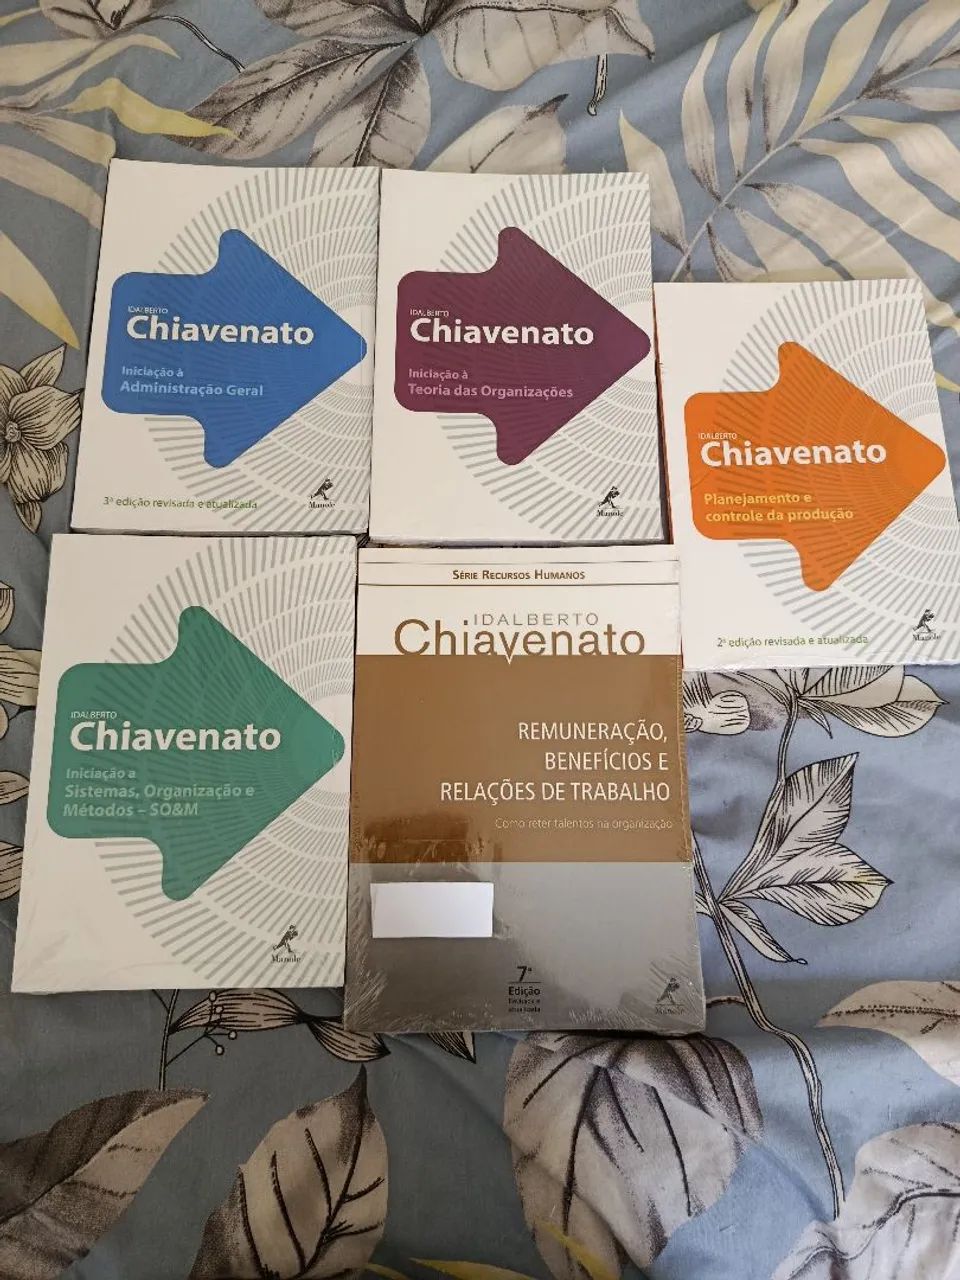 IDALBERTO
Chiavenato
Iniciação à
Administração Geral
3ª edição revisada e atualizada
Manole
IDALBERTO
Chiavenato
Iniciação à
Teoria das Organizações
Manole
IDALBERTO
Chiavenato
Planejamento e
controle da produção
2ª edição revisada e atualizada
Manole
IDALBERTO
Chiavenato
Iniciação a
Sistemas, Organização e
Métodos – SO&M
Manole
SÉRIE RECURSOS HUMANOS
IDALBERTO
Chiavenato
REMUNERAÇÃO,
BENEFÍCIOS E
RELAÇÕES DE TRABALHO
Como reter talentos na organização
7ª
Edição
Revisada e
atualizada
Manole